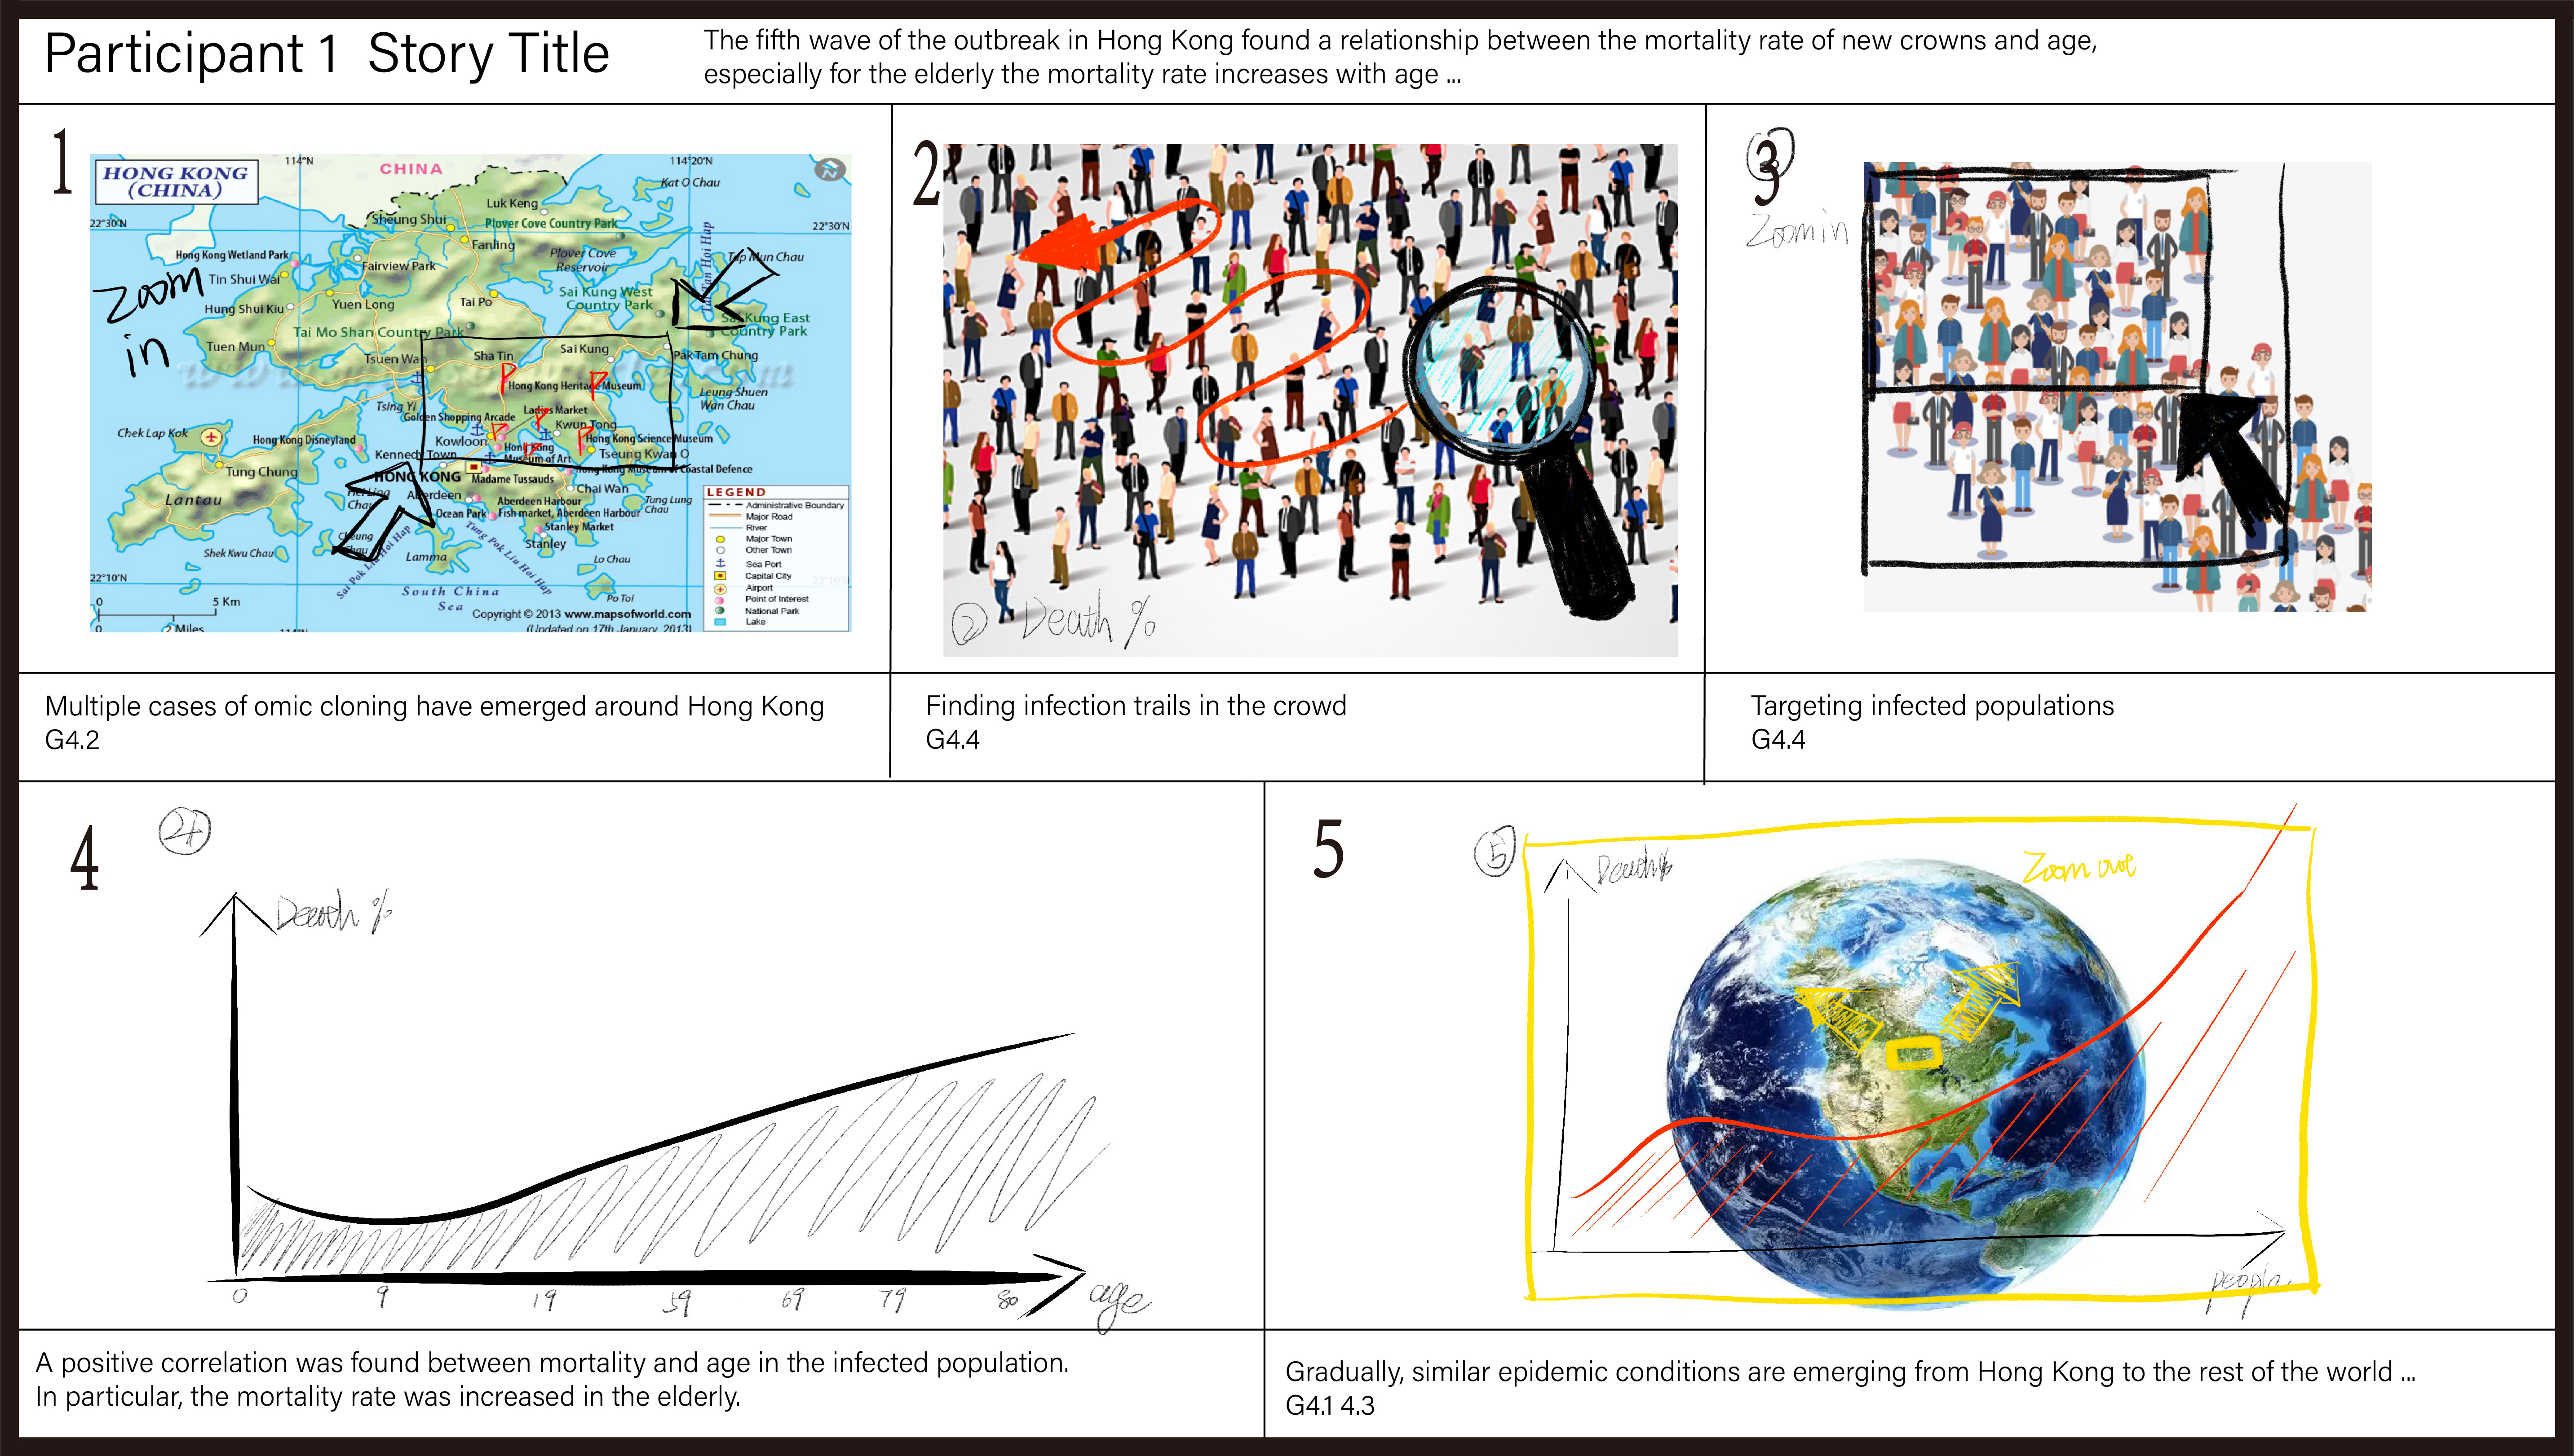 Participant 1 Story Title
The fifth wave of the outbreak in Hong Kong found a relationship between the mortality rate of new crowns and age,
especially for the elderly the mortality rate increases with age ...
1
HONG KONG
(CHINA)
114°N
CHINA
114°20'N
N
Kat O Chau
Luk Keng
Sheung Shui
Plover Cove Country Park
22°30'N
22°30'N
Fanling
Hong Kong Wetland Park
Fairview Park
Plover Cove
Reservoir
Tap Mun Chau
Zoom
in
Tin Shui Wai
Sai Kung West
Country Park
Hung Shui Kiu
Yuen Long
Tai Po
Sai Kung East
Country Park
Tai Mo Shan Country Park
Tuen Mun
Tsuen Wan
Sha Tin
Sai Kung
Pak Tam Chung
P
P
Hong Kong Heritage Museum
Leung Shuen
Wan Chau
Tsing Yi
Golden Shopping Arcade
Ladies Market
P
Kwun Tong
Chek Lap Kok
Hong Kong Disneyland
Kowloon
P
P
Hong Kong Science Museum
Hong Kong
Museum of Art
Tseung Kwan O
Kennedy Town
Hong Kong Museum of Coastal Defence
Tung Chung
HONG KONG
Madame Tussauds
Lantau
Hei Ling
Chau
Aberdeen
Chai Wan
Aberdeen Harbour
Tung Lung
Chau
Ocean Park
Fish market, Aberdeen Harbour
Stanley Market
Cheung
Chau
Stanley
Shek Kwu Chau
Lamma
Tung Pok Liu Hoi Hap
Lo Chau
22°10'N
South China
Sea
Po Toi
0
5 Km
0
2 Miles
Copyright © 2013 www.mapsofworld.com
(Updated on 17th January, 2013)
LEGEND
Administrative Boundary
Major Road
River
Major Town
Other Town
Sea Port
Capital City
Airport
Point of Interest
National Park
Lake
Multiple cases of omic cloning have emerged around Hong Kong
G4.2
2
2 Death %
Finding infection trails in the crowd
G4.4
3
3
Zoom in
Targeting infected populations
G4.4
4
4
Death %
0 9 19 59 69 79 80
age
A positive correlation was found between mortality and age in the infected population.
In particular, the mortality rate was increased in the elderly.
5
5
Death%
Zoom out
people
Gradually, similar epidemic conditions are emerging from Hong Kong to the rest of the world ...
G4.1 4.3